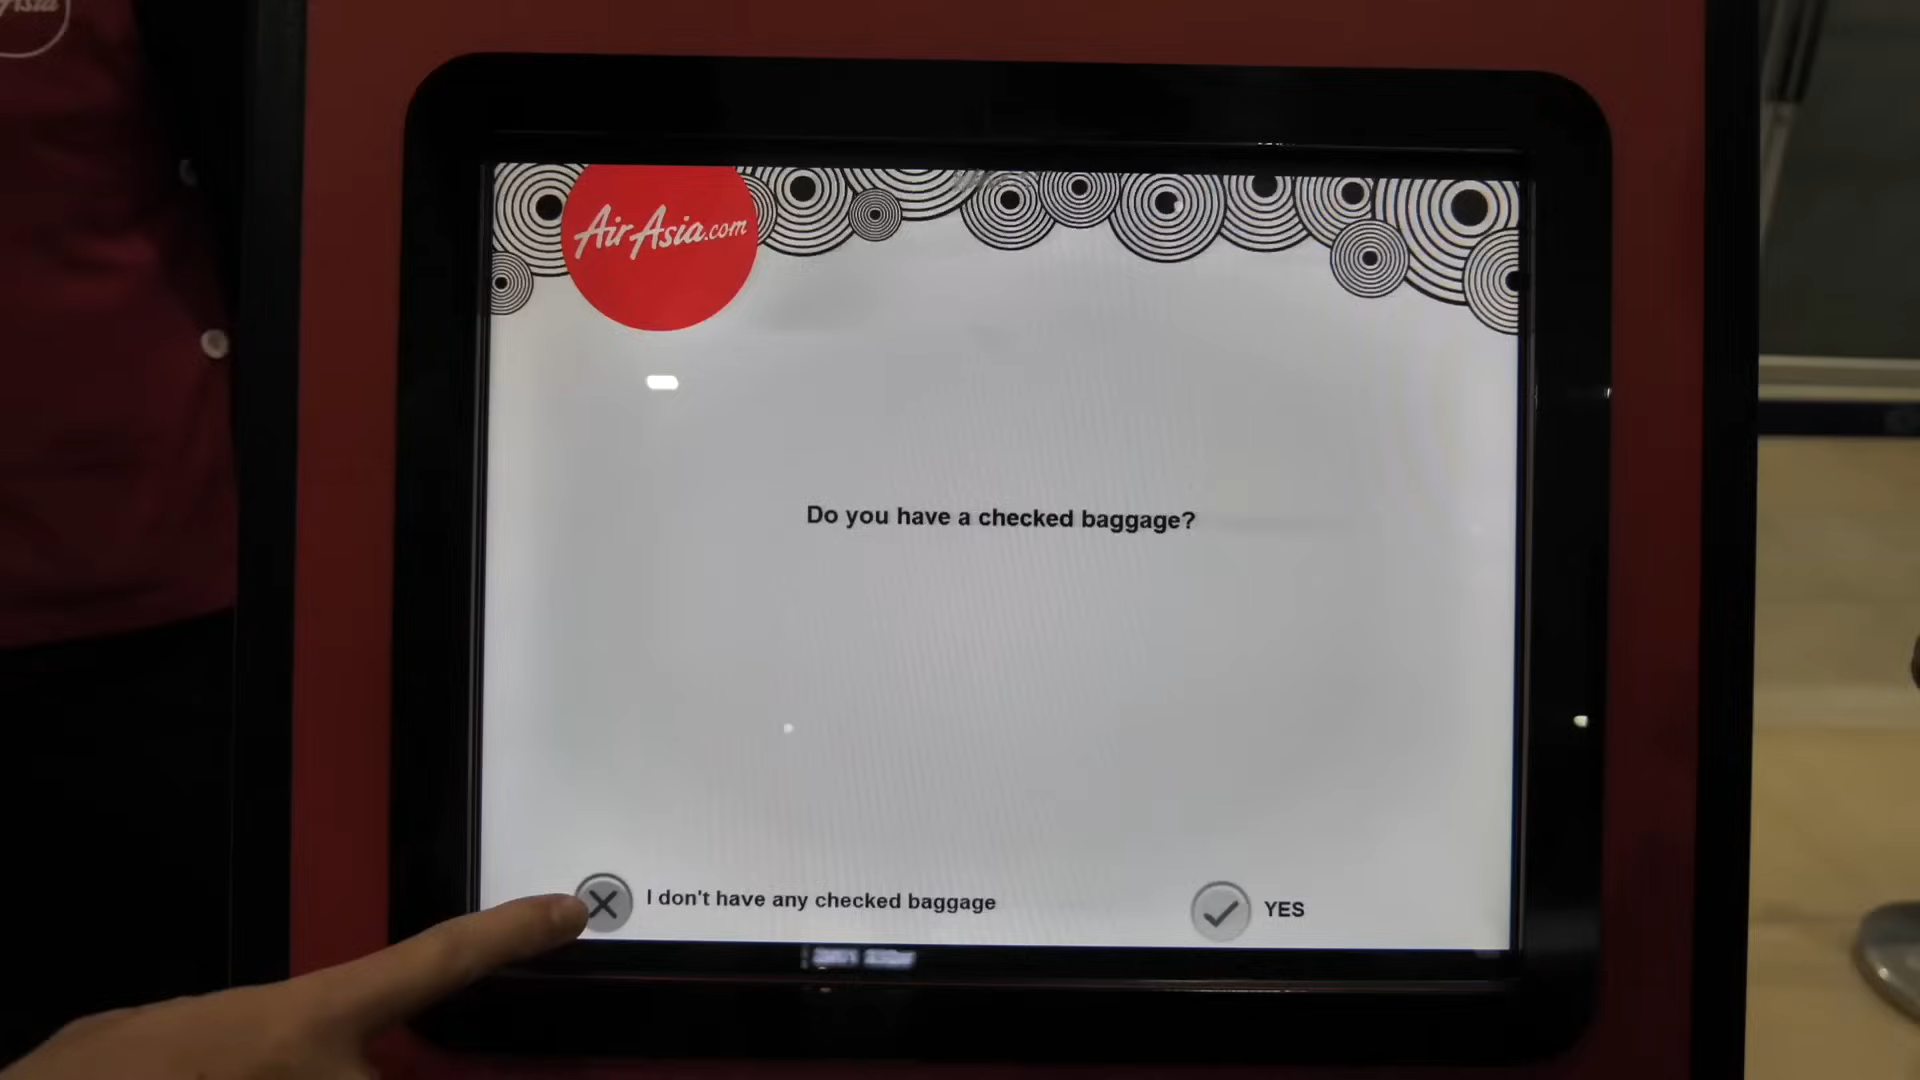 AirAsia.com
Do you have a checked baggage?
I don't have any checked baggage
YES